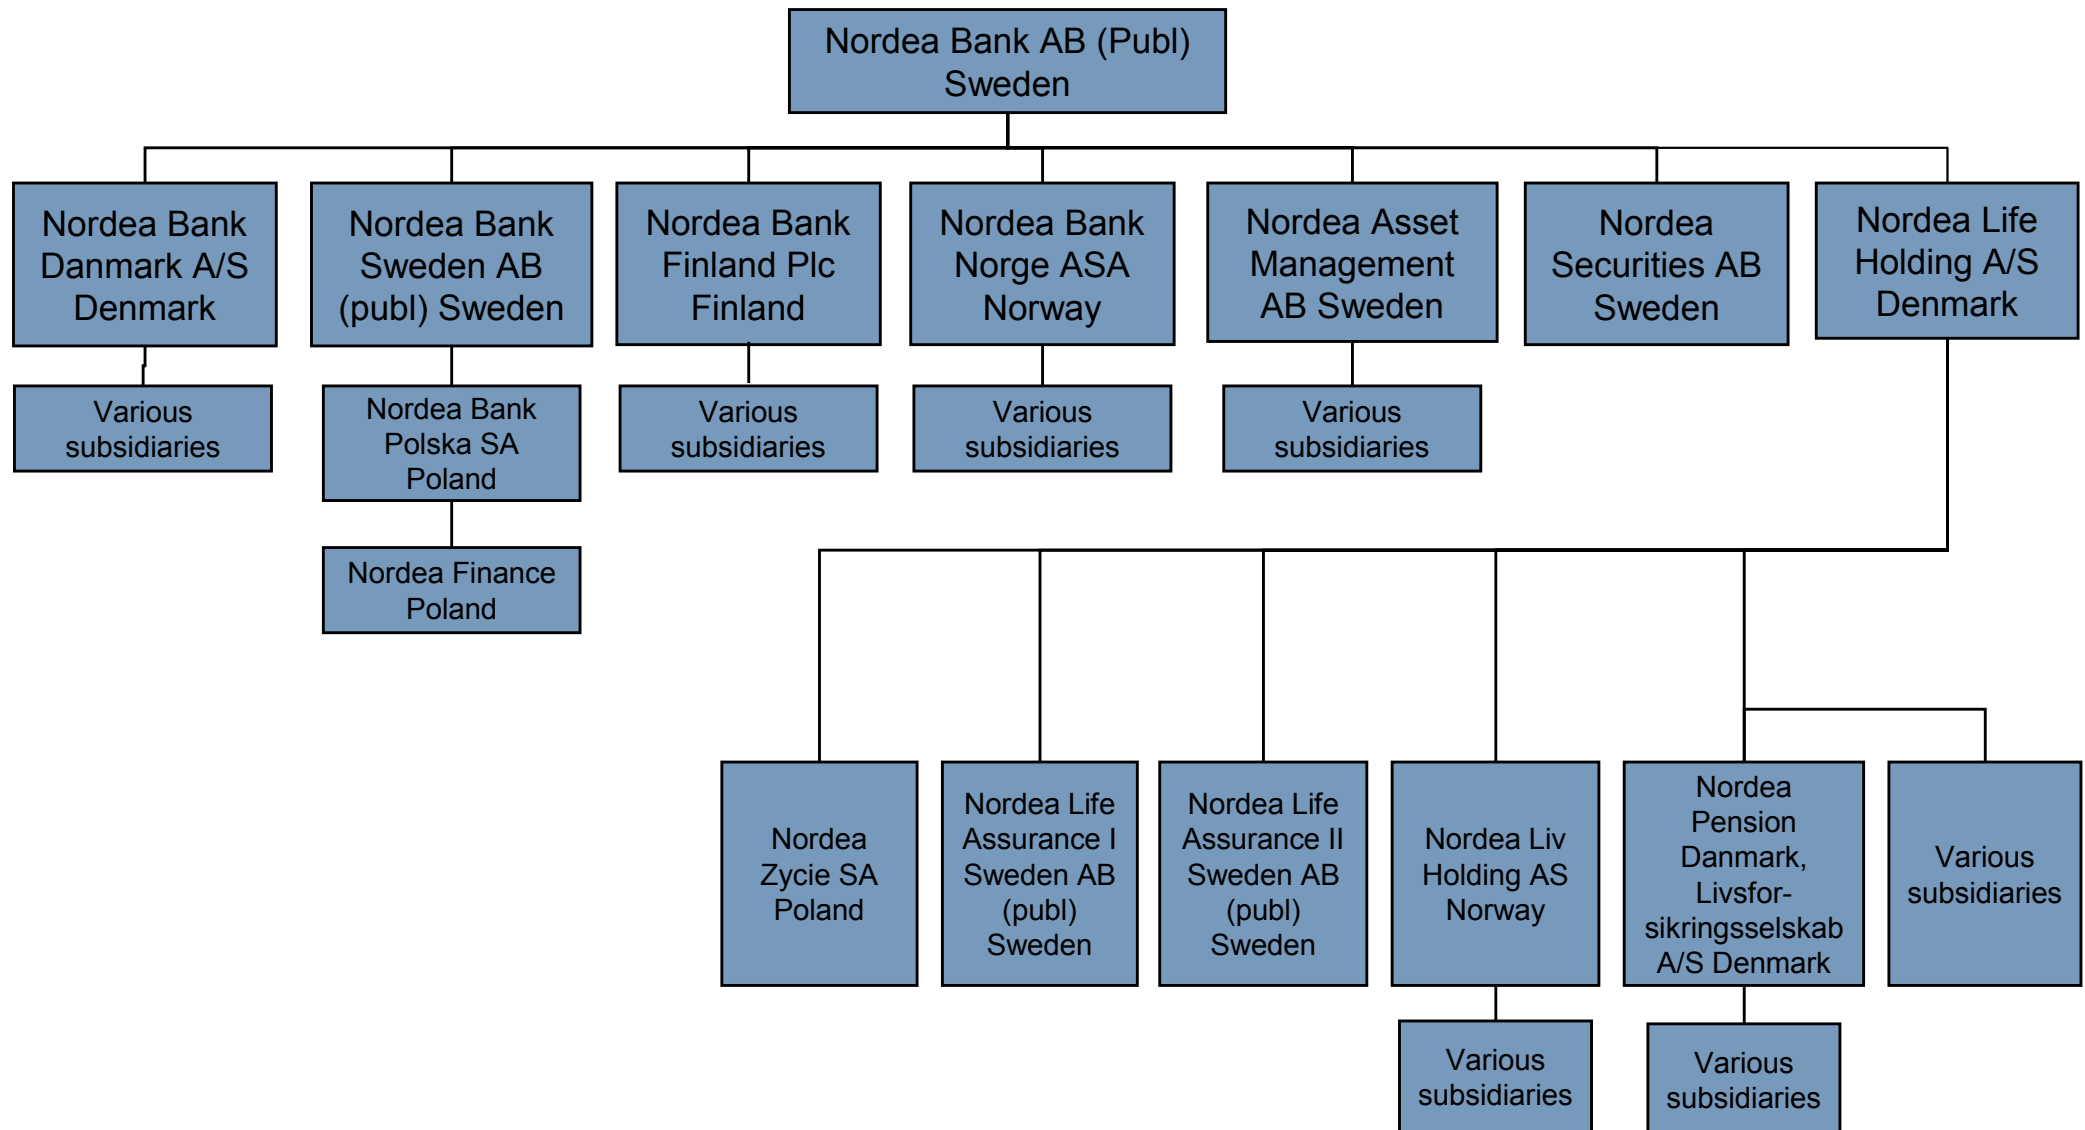 Nordea Bank AB (Publ)
Sweden
Nordea Bank
Danmark A/S
Denmark
Nordea Bank
Sweden AB
(publ) Sweden
Nordea Bank
Finland Plc
Finland
Nordea Bank
Norge ASA
Norway
Nordea Asset
Management
AB Sweden
Nordea
Securities AB
Sweden
Nordea Life
Holding A/S
Denmark
Various
subsidiaries
Nordea Bank
Polska SA
Poland
Various
subsidiaries
Various
subsidiaries
Various
subsidiaries
Nordea Finance
Poland
Nordea
Zycie SA
Poland
Nordea Life
Assurance I
Sweden AB
(publ)
Sweden
Nordea Life
Assurance II
Sweden AB
(publ)
Sweden
Nordea Liv
Holding AS
Norway
Nordea
Pension
Danmark,
Livsfor-
sikringsselskab
A/S Denmark
Various
subsidiaries
Various
subsidiaries
Various
subsidiaries